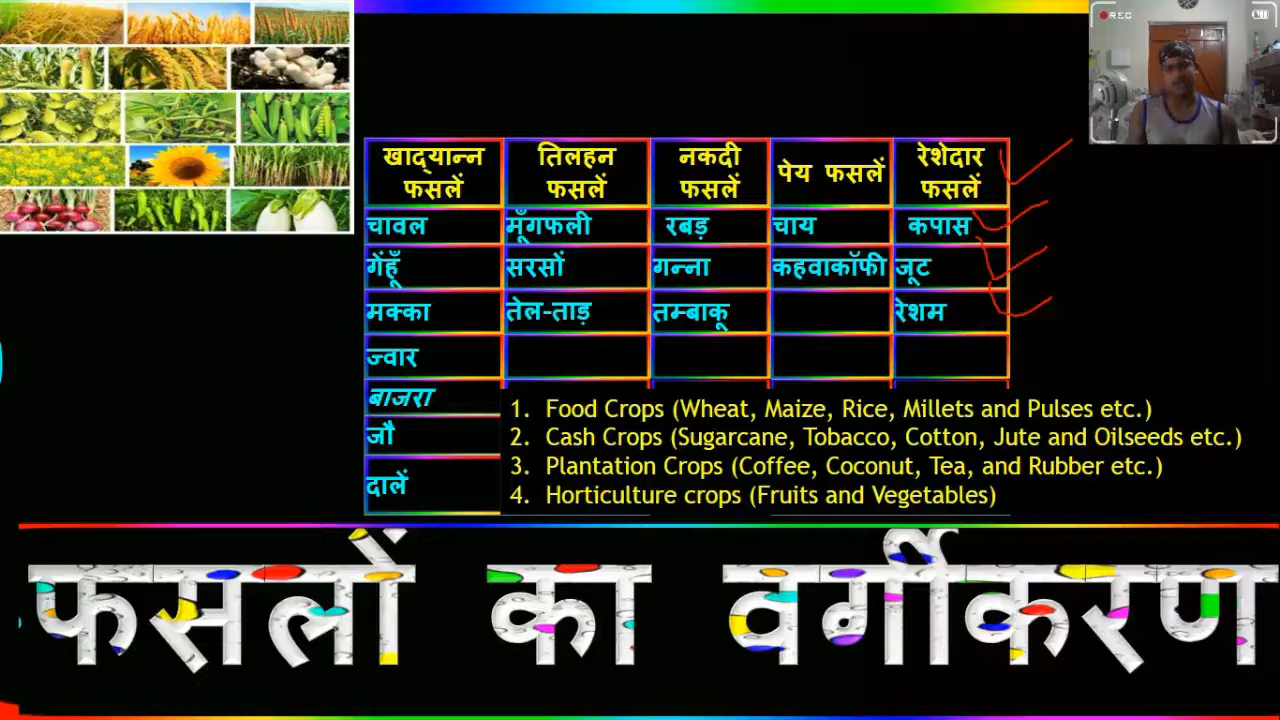 REC
खाद्यान्न फसलें तिलहन फसलें नकदी फसलें पेय फसलें रेशेदार फसलें
चावल मूँगफली रबड़ चाय कपास
गेंहूँ सरसों गन्ना कहवाकॉफी जूट
मक्का तेल-ताड़ तम्बाकू रेशम
ज्वार
बाजरा
जौ
दालें
1. Food Crops (Wheat, Maize, Rice, Millets and Pulses etc.)
2. Cash Crops (Sugarcane, Tobacco, Cotton, Jute and Oilseeds etc.)
3. Plantation Crops (Coffee, Coconut, Tea, and Rubber etc.)
4. Horticulture crops (Fruits and Vegetables)
फसलों का वर्गीकरण